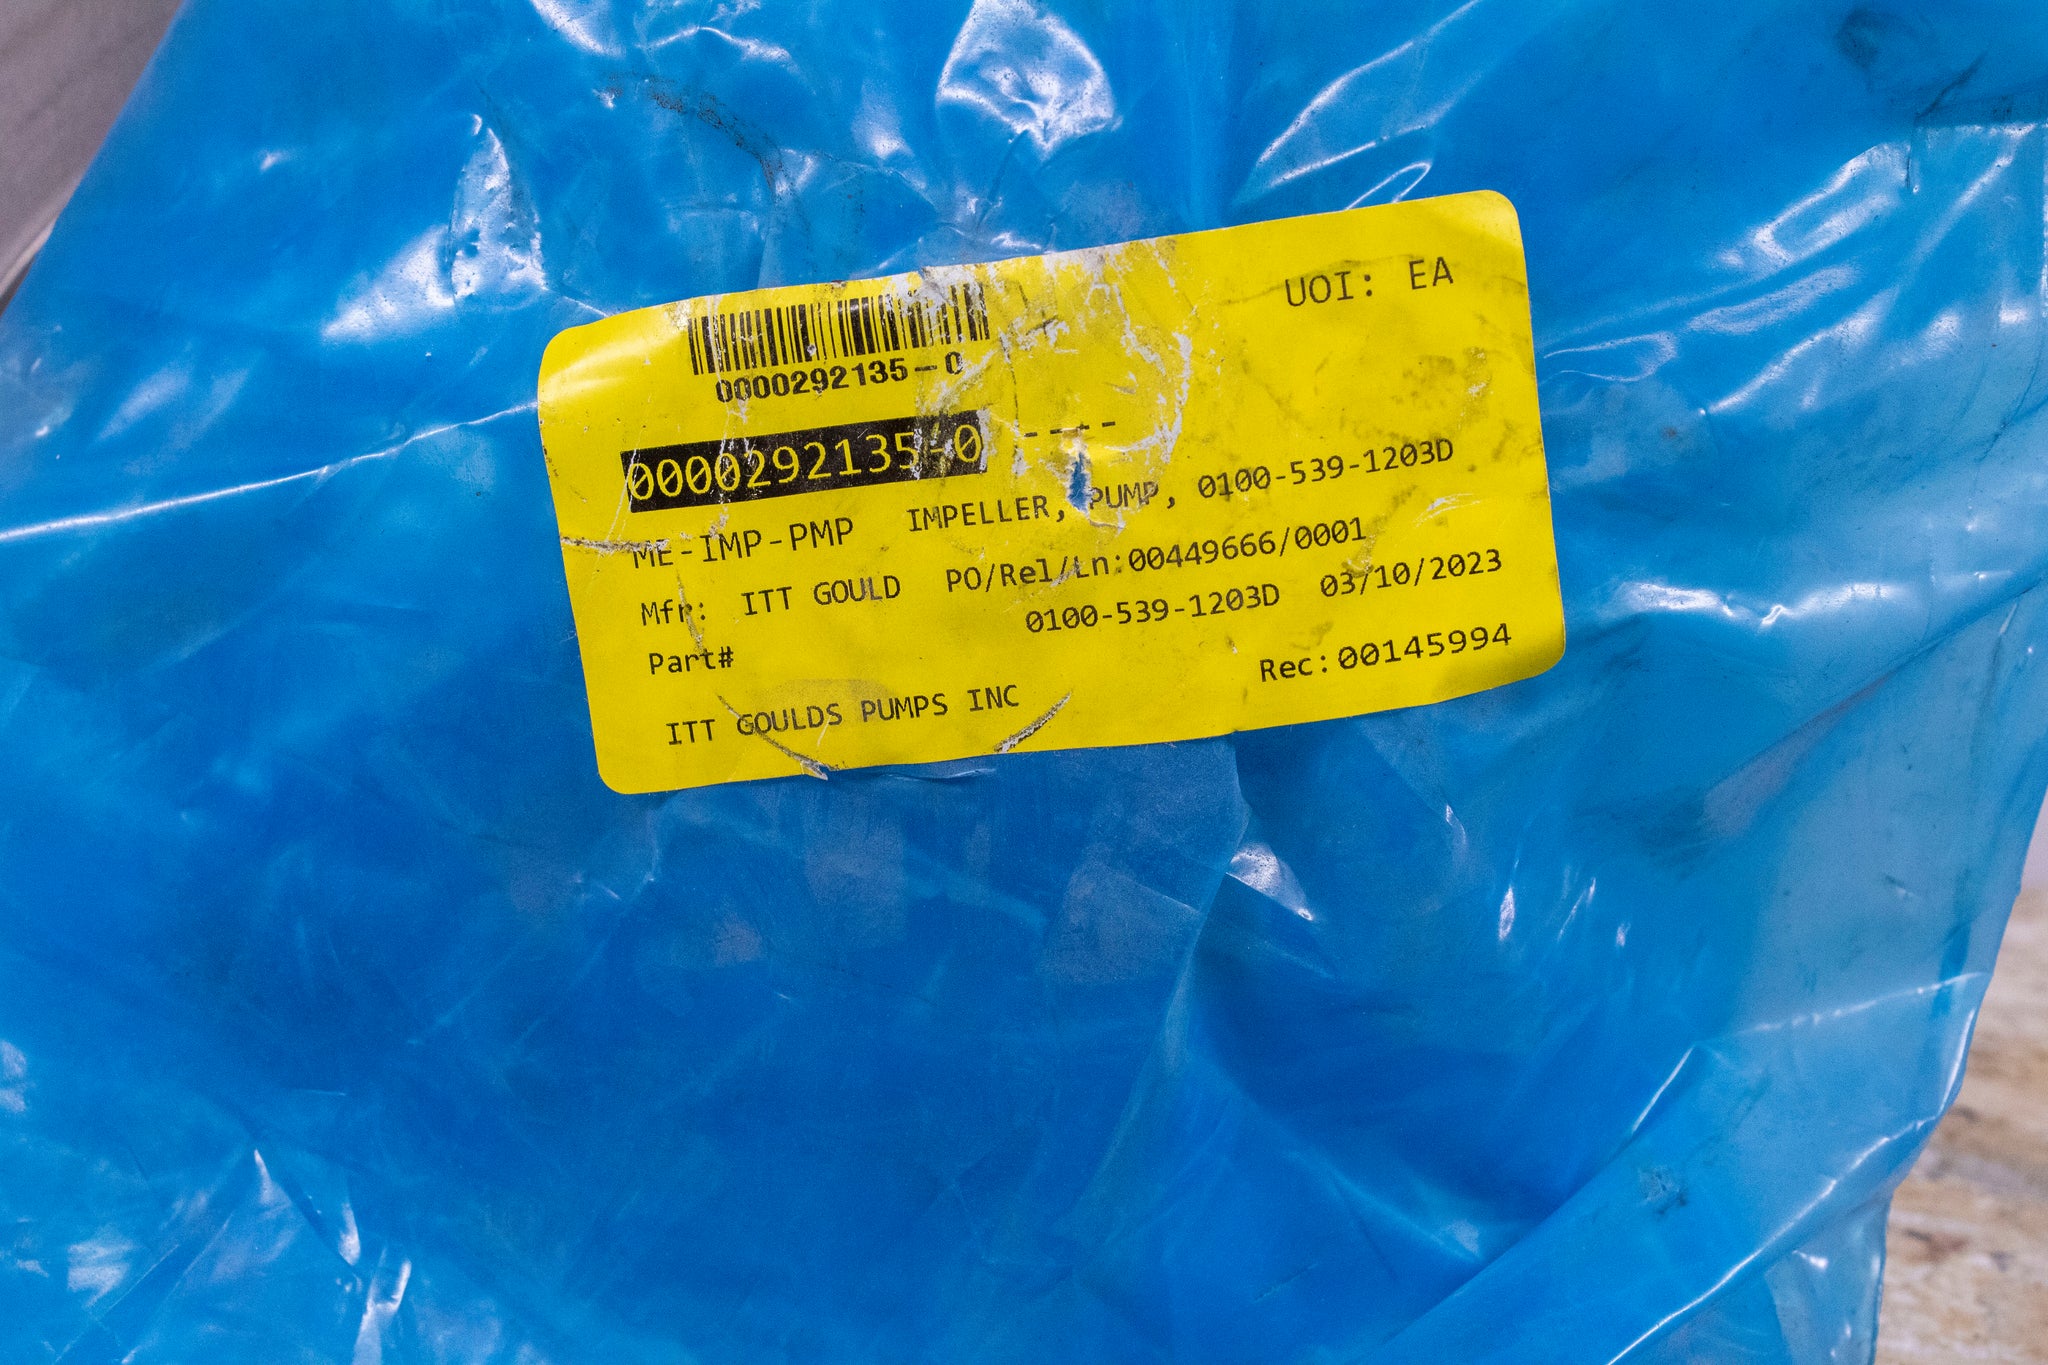 UOI: EA
0000292135-0
0000292135-0 ----
ME-IMP-PMP IMPELLER, PUMP, 0100-539-1203D
Mfr: ITT GOULD PO/Rel/Ln:00449666/0001
Part# 0100-539-1203D 03/10/2023
ITT GOULDS PUMPS INC Rec:00145994